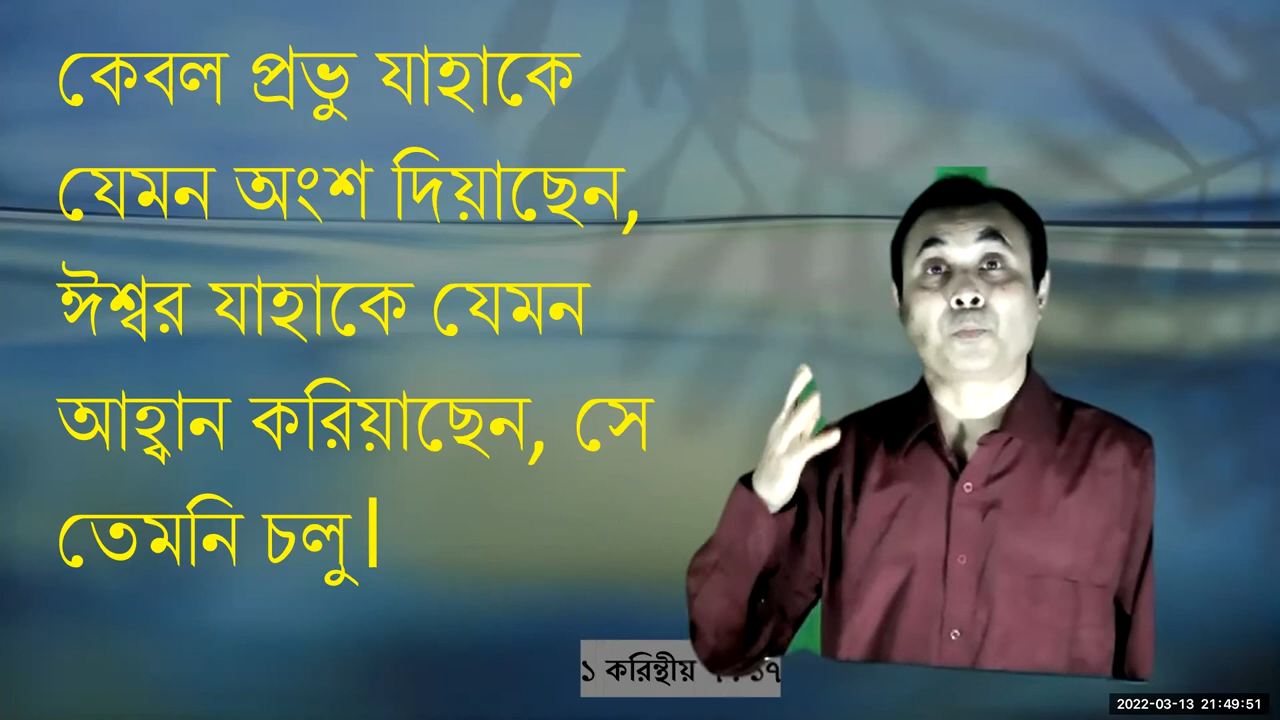 কেবল প্রভু যাহাকে
যেমন অংশ দিয়াছেন,
ঈশ্বর যাহাকে যেমন
আহ্বান করিয়াছেন, সে
তেমনি চলু।
১ করিন্থীয়
2022-03-13 21:49:51